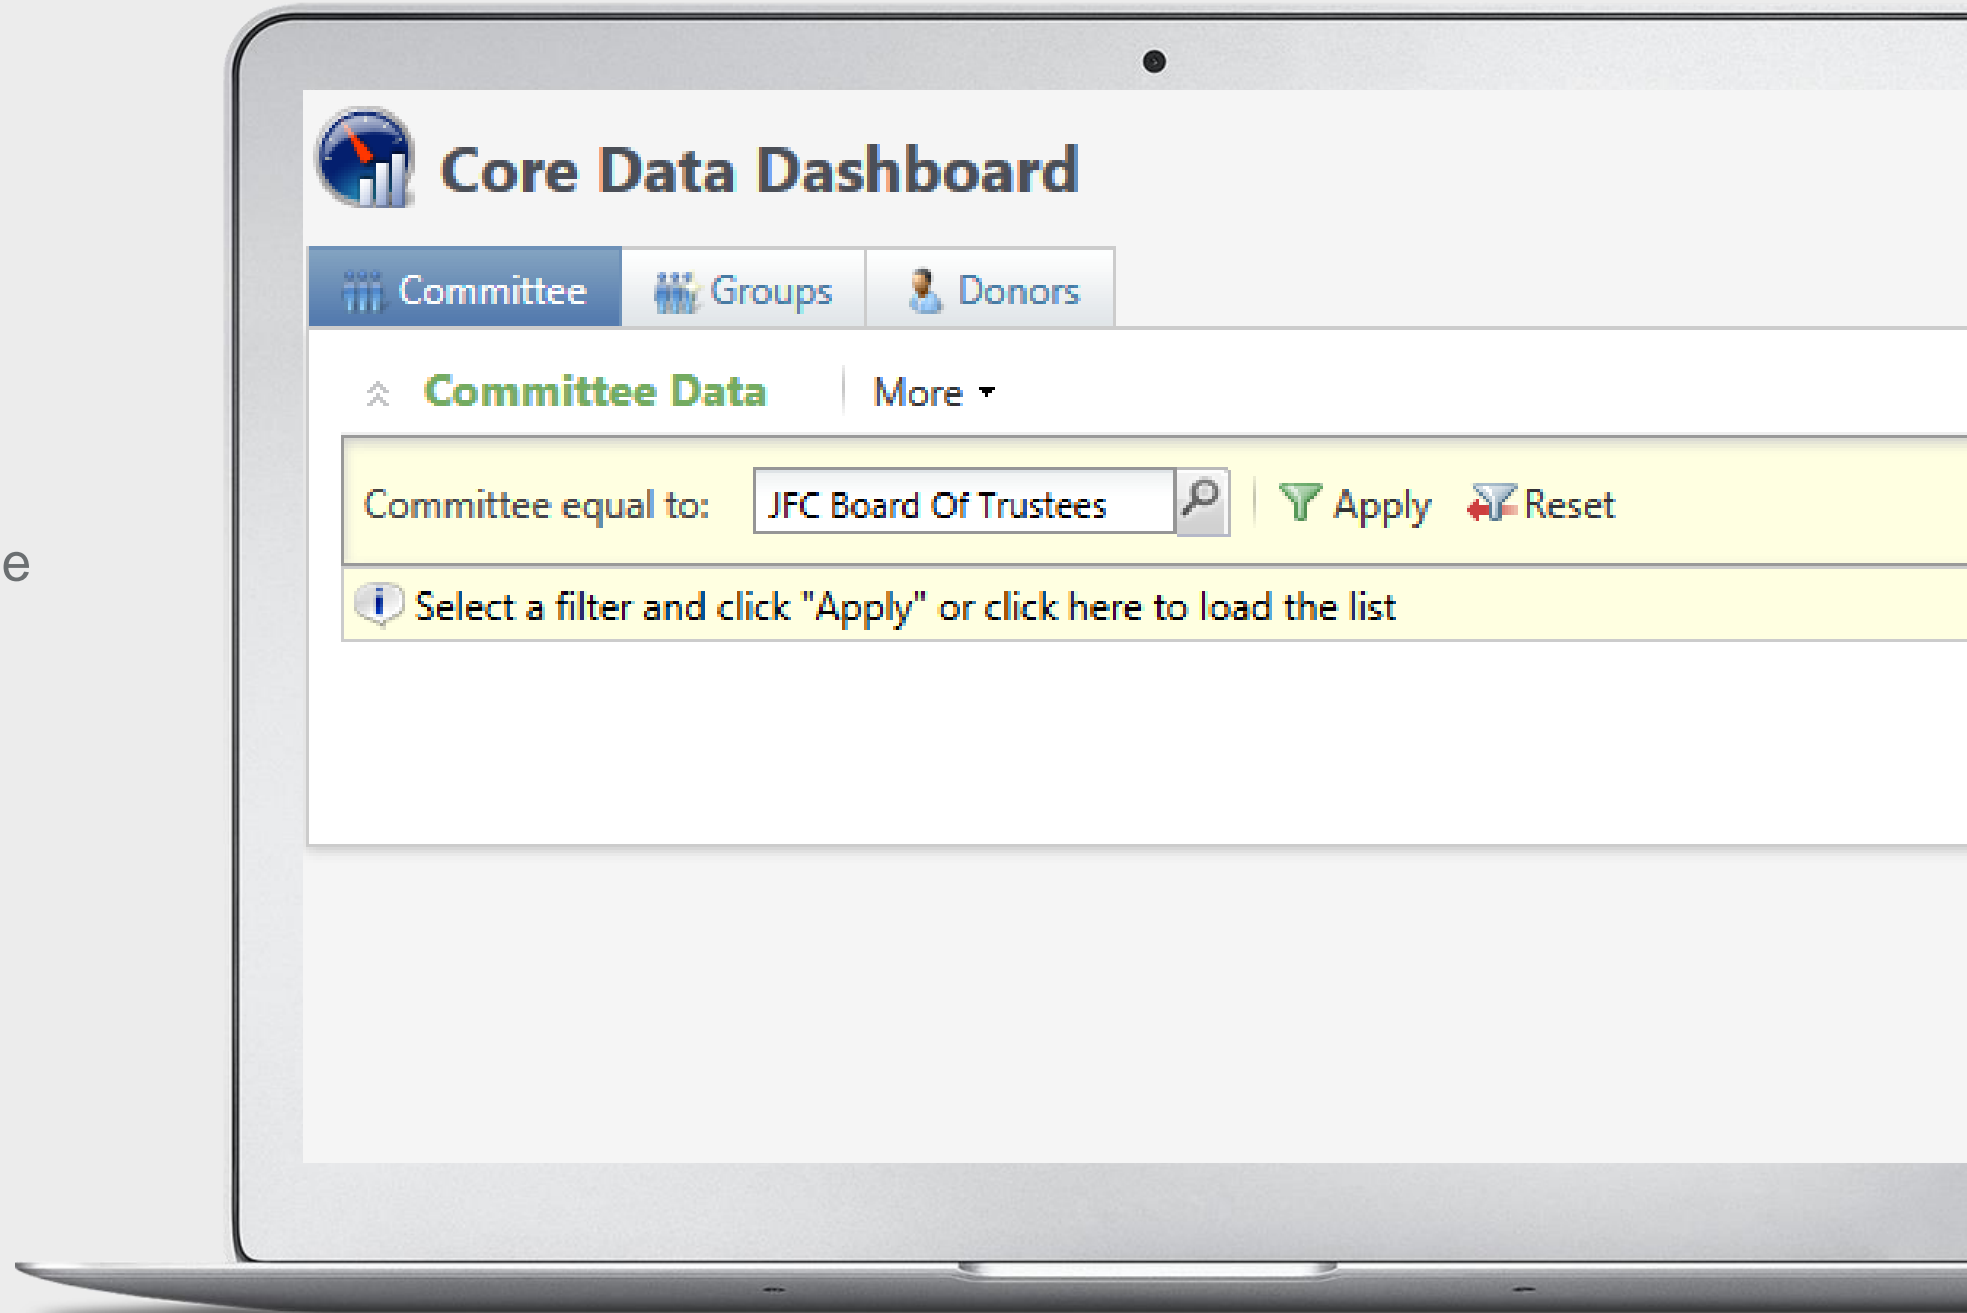 Core Data Dashboard
Committee Groups Donors
Committee Data More
Committee equal to: JFC Board Of Trustees Apply Reset
e
Select a filter and click "Apply" or click here to load the list